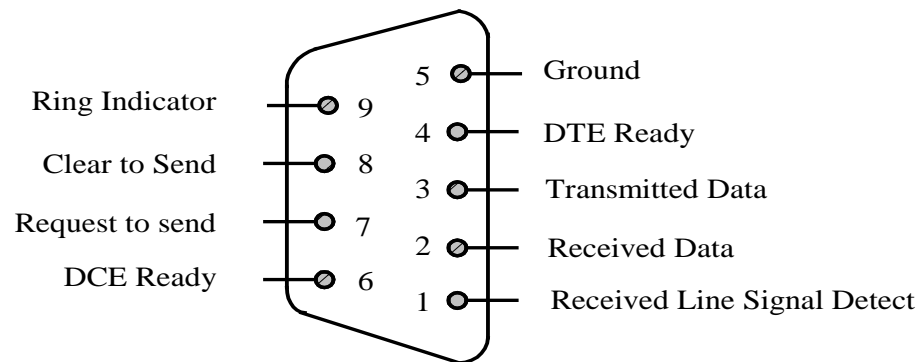 5 Ground
Ring Indicator 9
4 DTE Ready
Clear to Send 8
3 Transmitted Data
Request to send 7
2 Received Data
DCE Ready 6
1 Received Line Signal Detect